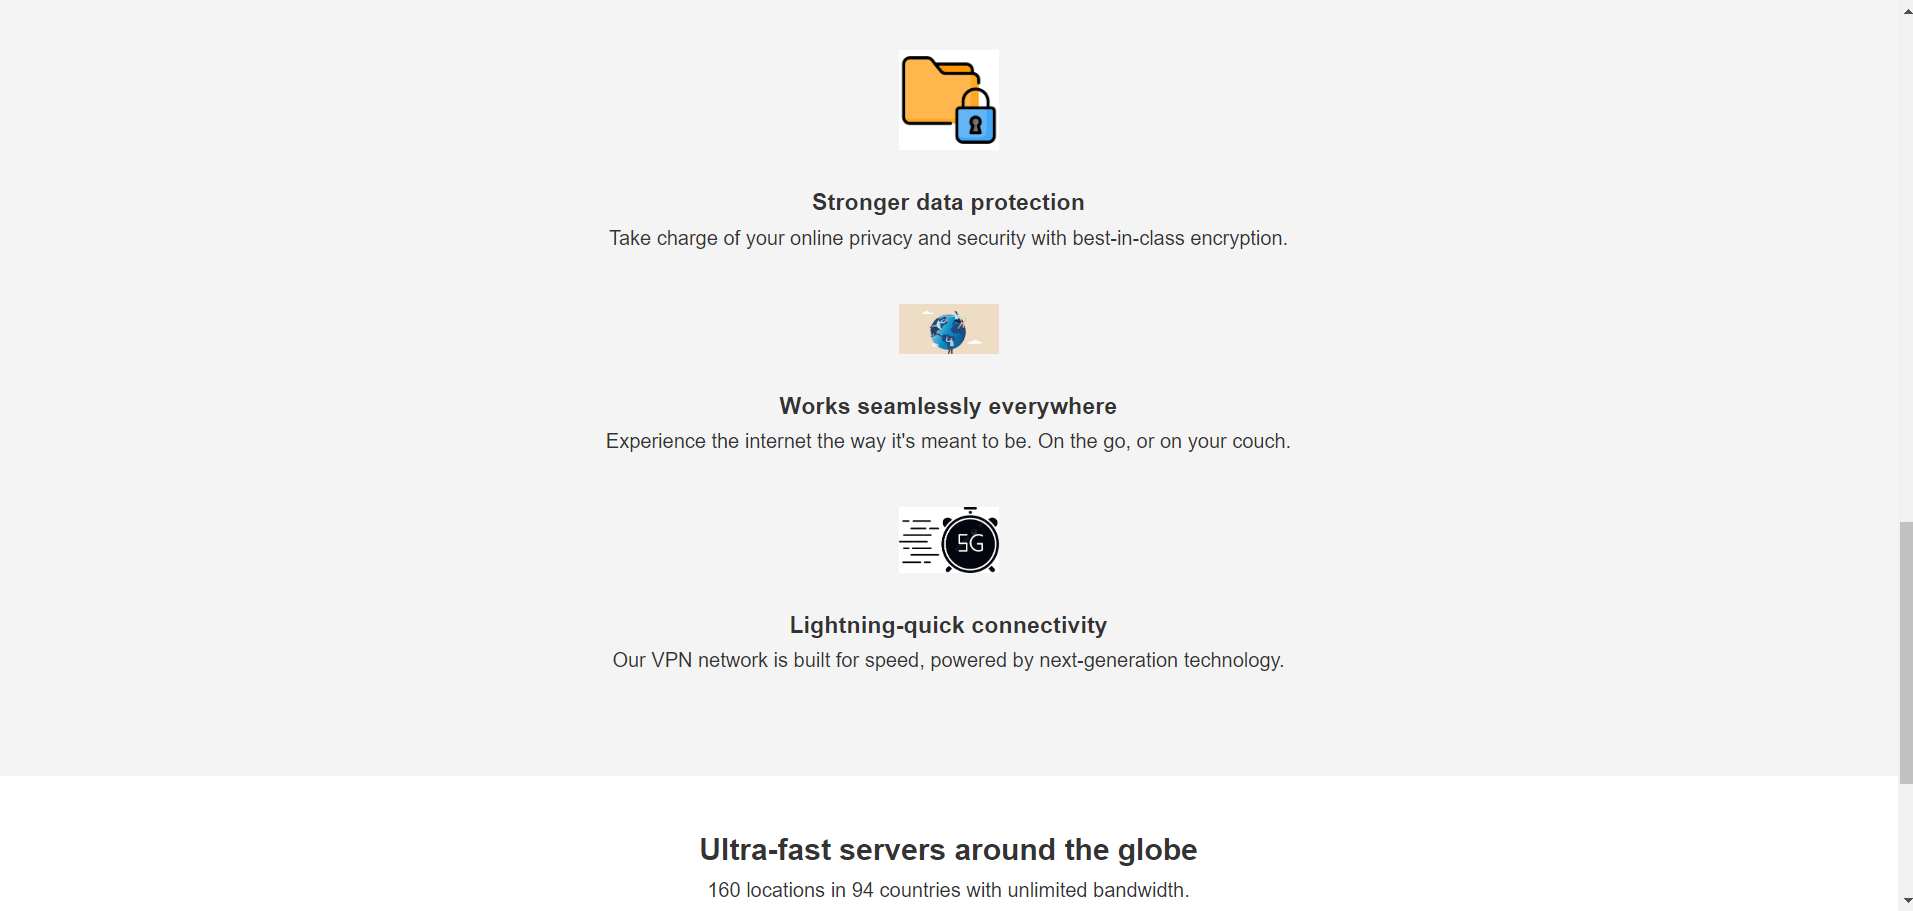 Stronger data protection
Take charge of your online privacy and security with best-in-class encryption.
Works seamlessly everywhere
Experience the internet the way it's meant to be. On the go, or on your couch.
5G
Lightning-quick connectivity
Our VPN network is built for speed, powered by next-generation technology.
Ultra-fast servers around the globe
160 locations in 94 countries with unlimited bandwidth.